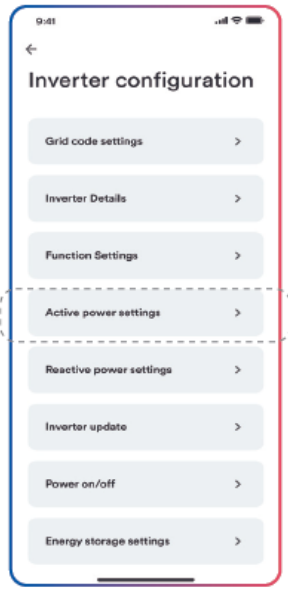 9:41
Inverter configuration
Grid code settings
Inverter Details
Function Settings
Active power settings
Reactive power settings
Inverter update
Power on/off
Energy storage settings